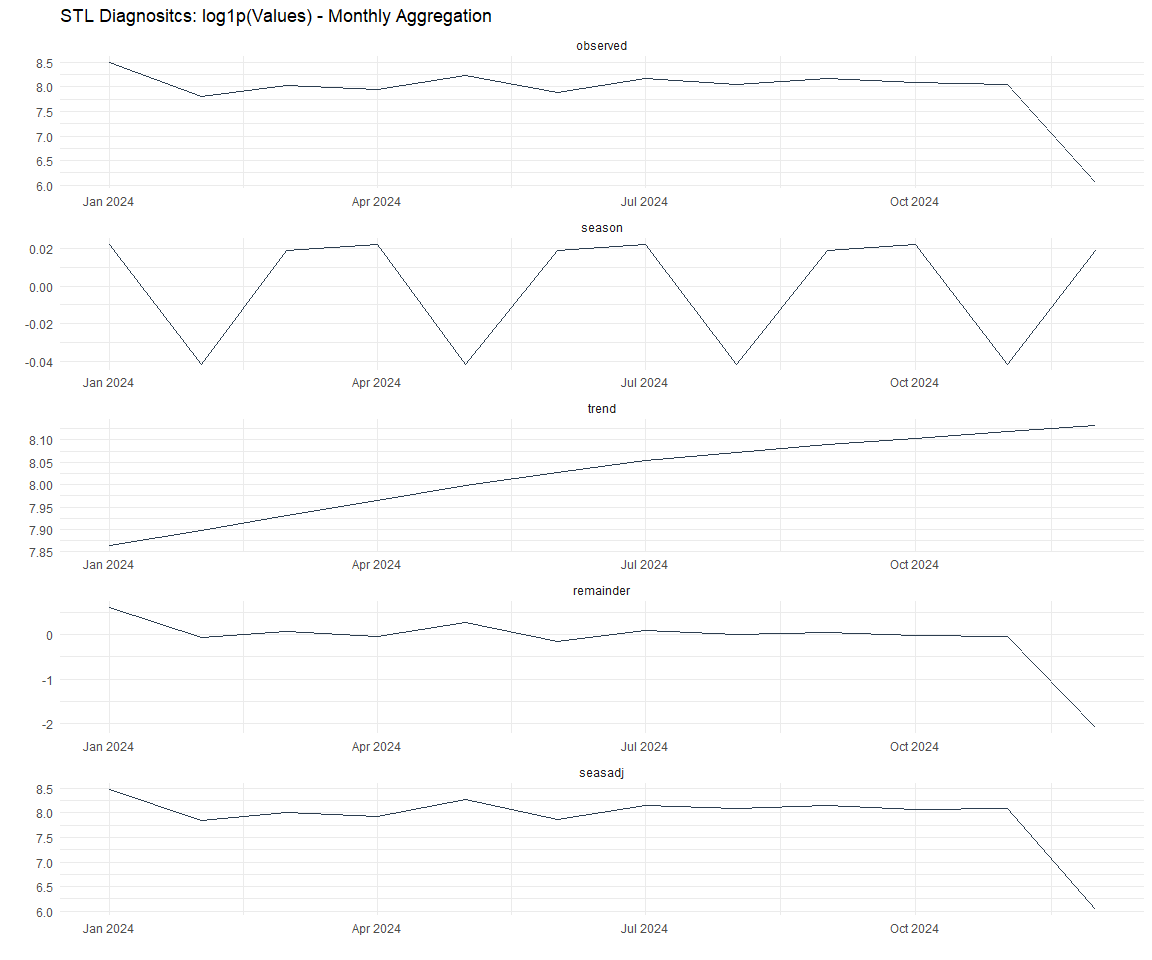 STL Diagnositcs: log1p(Values) - Monthly Aggregation
observed
8.5
8.0
7.5
7.0
6.5
6.0
Jan 2024 Apr 2024 Jul 2024 Oct 2024
season
0.02
0.00
-0.02
-0.04
Jan 2024 Apr 2024 Jul 2024 Oct 2024
trend
8.10
8.05
8.00
7.95
7.90
7.85
Jan 2024 Apr 2024 Jul 2024 Oct 2024
remainder
0
-1
-2
Jan 2024 Apr 2024 Jul 2024 Oct 2024
seasadj
8.5
8.0
7.5
7.0
6.5
6.0
Jan 2024 Apr 2024 Jul 2024 Oct 2024